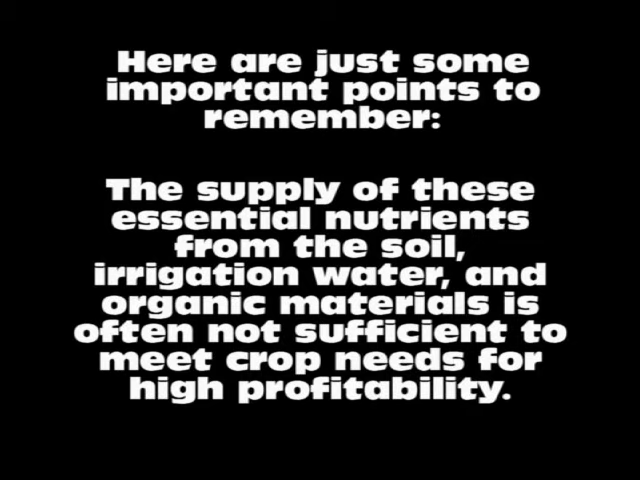 Here are just some
important points to
remember:
The supply of these
essential nutrients
from the soil,
irrigation water, and
organic materials is
often not sufficient to
meet crop needs for
high profitability.